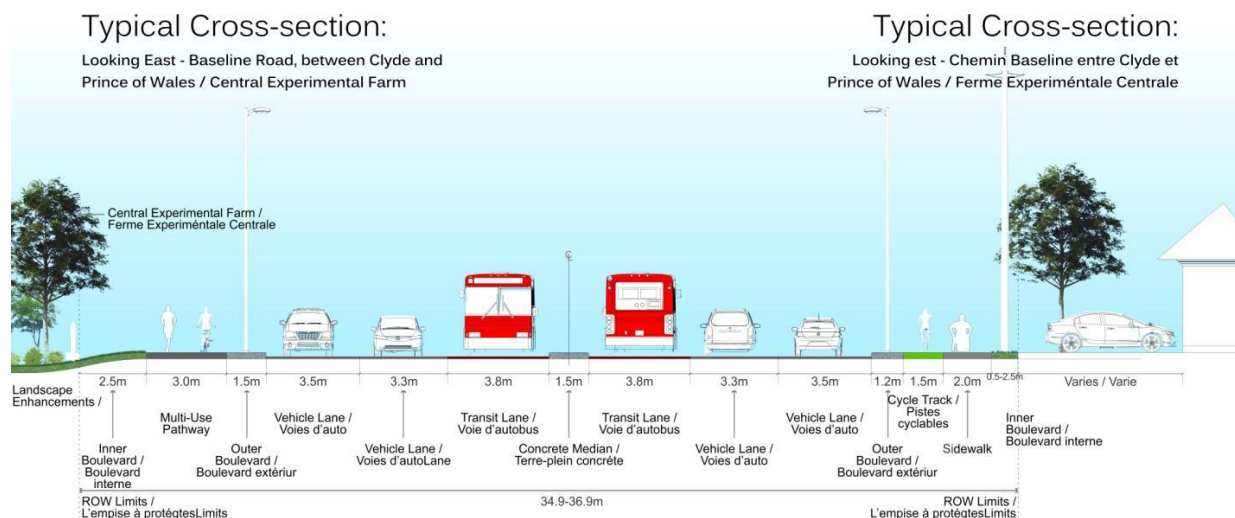 Typical Cross-section:
Looking East - Baseline Road, between Clyde and
Prince of Wales / Central Experimental Farm
Typical Cross-section:
Looking est - Chemin Baseline entre Clyde et
Prince of Wales / Ferme Expériméntale Centrale
Central Experimental Farm /
Ferme Expériméntale Centrale
2.5m
3.0m
1.5m
3.5m
3.3m
3.8m
1.5m
3.8m
3.3m
3.5m
1.2m
1.5m
2.0m
0.5-2.5m
Varies / Varie
Landscape
Enhancements /
Inner
Boulevard /
Boulevard
interne
Multi-Use
Pathway
Outer
Boulevard /
Boulevard extériur
Vehicle Lane /
Voies d'auto
Vehicle Lane /
Voies d'autoLane
Transit Lane /
Voie d'autobus
Concrete Median /
Terre-plein concréte
Transit Lane /
Voie d'autobus
Vehicle Lane /
Voies d'auto
Vehicle Lane /
Voies d'auto
Outer
Boulevard /
Boulevard extériur
Cycle Track /
Pistes
cyclables
Sidewalk
Inner
Boulevard /
Boulevard interne
34.9-36.9m
ROW Limits /
L'empise à protégtesLimits
ROW Limits /
L'empise à protégtesLimits